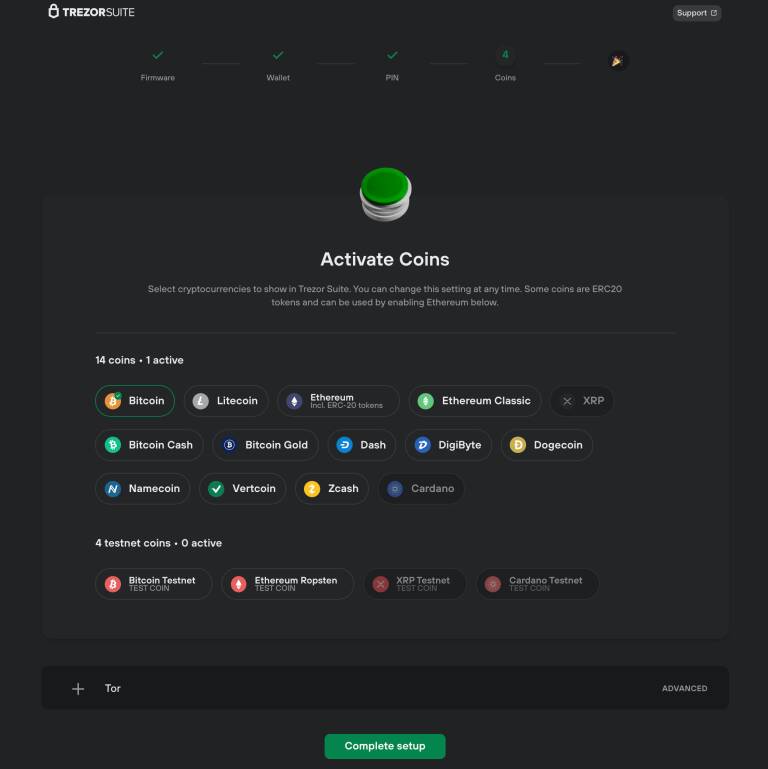 TREZOR SUITE
Support
4
Firmware
Wallet
PIN
Coins
Activate Coins
Select cryptocurrencies to show in Trezor Suite. You can change this setting at any time. Some coins are ERC20
tokens and can be used by enabling Ethereum below.
14 coins • 1 active
Bitcoin
Litecoin
Ethereum
Incl. ERC-20 tokens
Ethereum Classic
XRP
Bitcoin Cash
Bitcoin Gold
Dash
DigiByte
Dogecoin
Namecoin
Vertcoin
Zcash
Cardano
4 testnet coins • 0 active
Bitcoin Testnet
TEST COIN
Ethereum Ropsten
TEST COIN
XRP Testnet
TEST COIN
Cardano Testnet
TEST COIN
Tor
ADVANCED
Complete setup